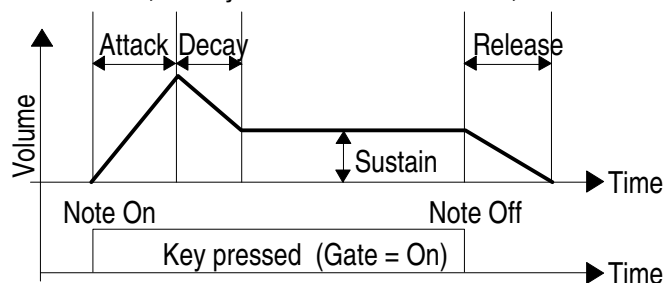 Attack Decay Release
Volume
Sustain
Time
Note On Note Off
Key pressed (Gate = On)
Time